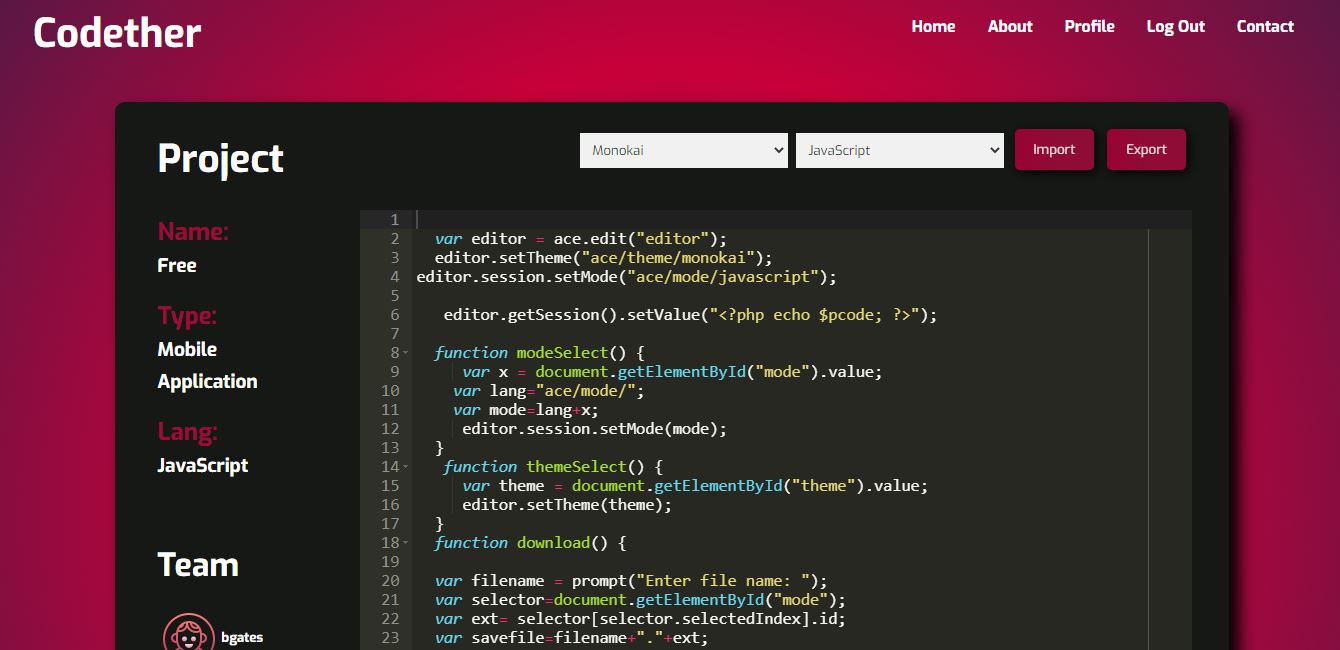 Codether
Home About Profile Log Out Contact
Project
Monokai JavaScript Import Export
Name:
Free
Type:
Mobile
Application
Lang:
JavaScript
Team
bgates
1
2 var editor = ace.edit("editor");
3 editor.setTheme("ace/theme/monokai");
4 editor.session.setMode("ace/mode/javascript");
5
6 editor.getSession().setValue("<?php echo $pcode; ?>");
7
8 function modeSelect() {
9 var x = document.getElementById("mode").value;
10 var lang="ace/mode/";
11 var mode=lang+x;
12 editor.session.setMode(mode);
13 }
14 function themeSelect() {
15 var theme = document.getElementById("theme").value;
16 editor.setTheme(theme);
17 }
18 function download() {
19
20 var filename = prompt("Enter file name: ");
21 var selector=document.getElementById("mode");
22 var ext= selector[selector.selectedIndex].id;
23 var savefile=filename+"."+ext;